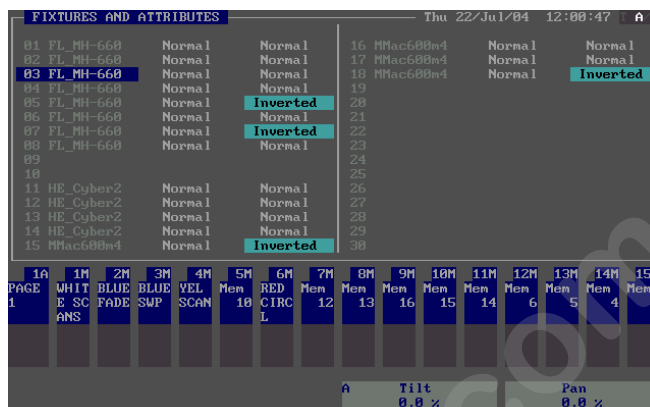 FIXTURES AND ATTRIBUTES Thu 22/Jul/04 12:00:47 T A
01 FL_MH-660 Normal Normal 16 MMac600m4 Normal Normal
02 FL_MH-660 Normal Normal 17 MMac600m4 Normal Normal
03 FL_MH-660 Normal Normal 18 MMac600m4 Normal Inverted
04 FL_MH-660 Normal Normal 19
05 FL_MH-660 Normal Inverted 20
06 FL_MH-660 Normal Normal 21
07 FL_MH-660 Normal Inverted 22
08 FL_MH-660 Normal Normal 23
09 24
10 25
11 HE_Cyber2 Normal Normal 26
12 HE_Cyber2 Normal Normal 27
13 HE_Cyber2 Normal Normal 28
14 HE_Cyber2 Normal Normal 29
15 MMac600m4 Normal Inverted 30
1A 1M 2M 3M 4M 5M 6M 7M 8M 9M 10M 11M 12M 13M 14M 15
PAGE WHIT BLUE BLUE YEL Mem RED Mem Mem Mem Mem Mem Mem Mem Mem Mem
1 E SC FADE SWP SCAN 10 CIRC 12 13 16 15 14 6 5 4
ANS L
A Tilt Pan
0.0 % 0.0 %
.com